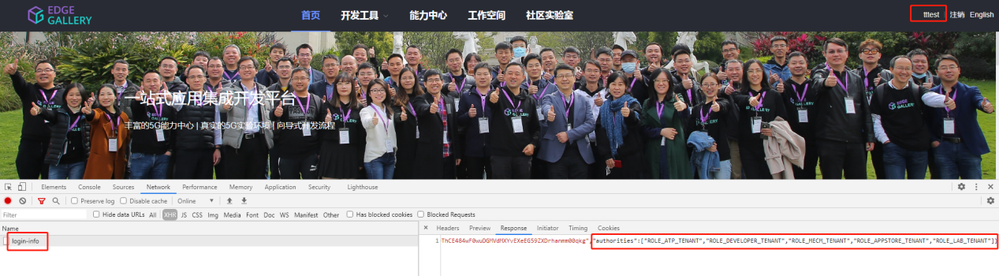 EDGE
GALLERY
首页 开发工具 能力中心 工作空间 社区实验室 tttest 注销 English
一站式应用集成开发平台
丰富的5G能力中心 | 真实的5G实验环境 | 向导式开发流程
Elements Console Sources Network Performance Memory Application Security Lighthouse
Preserve log Disable cache Online
Filter Hide data URLs All XHR JS CSS Img Media Font Doc WS Manifest Other Has blocked cookies Blocked Requests
Name × Headers Preview Response Initiator Timing Cookies
login-info 1 "authorities":["ROLE_ATP_TENANT","ROLE_DEVELOPER_TENANT","ROLE_MECM_TENANT","ROLE_APPSTORE_TENANT","ROLE_LAB_TENANT"]}